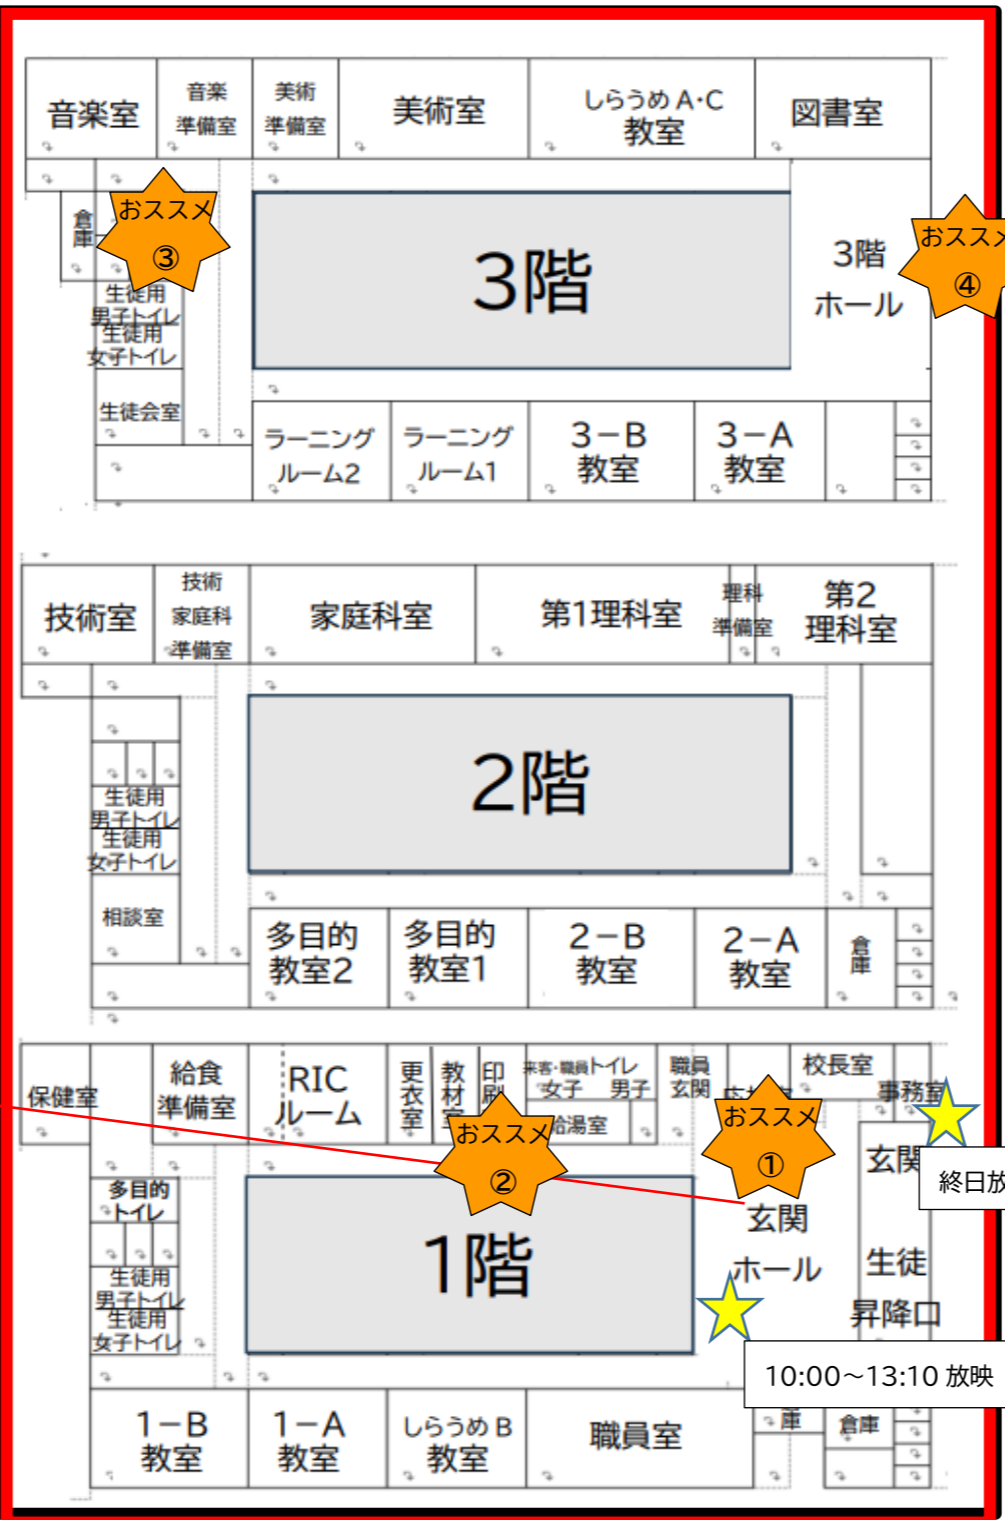 音楽室
音楽
準備室
美術
準備室
美術室
しらうめ A・C
教室
図書室
倉庫
おススメ
③
生徒用
男子トイレ
生徒用
女子トイレ
生徒会室
3階
3階
ホール
おススメ
④
ラーニング
ルーム2
ラーニング
ルーム1
3-B
教室
3-A
教室
技術室
技術
家庭科
準備室
家庭科室
第1理科室
理科
準備室
第2
理科室
生徒用
男子トイレ
生徒用
女子トイレ
相談室
2階
多目的
教室2
多目的
教室1
2-B
教室
2-A
教室
倉庫
保健室
給食
準備室
RIC
ルーム
更衣室
教材室
印刷
来客・職員トイレ
女子 男子
給湯室
職員
玄関
校長室
事務室
おススメ
②
おススメ
①
玄関
終日放
多目的
トイレ
生徒用
男子トイレ
生徒用
女子トイレ
1階
玄関
ホール
生徒
昇降口
10:00～13:10 放映
1-B
教室
1-A
教室
しらうめ B
教室
職員室
庫
倉庫